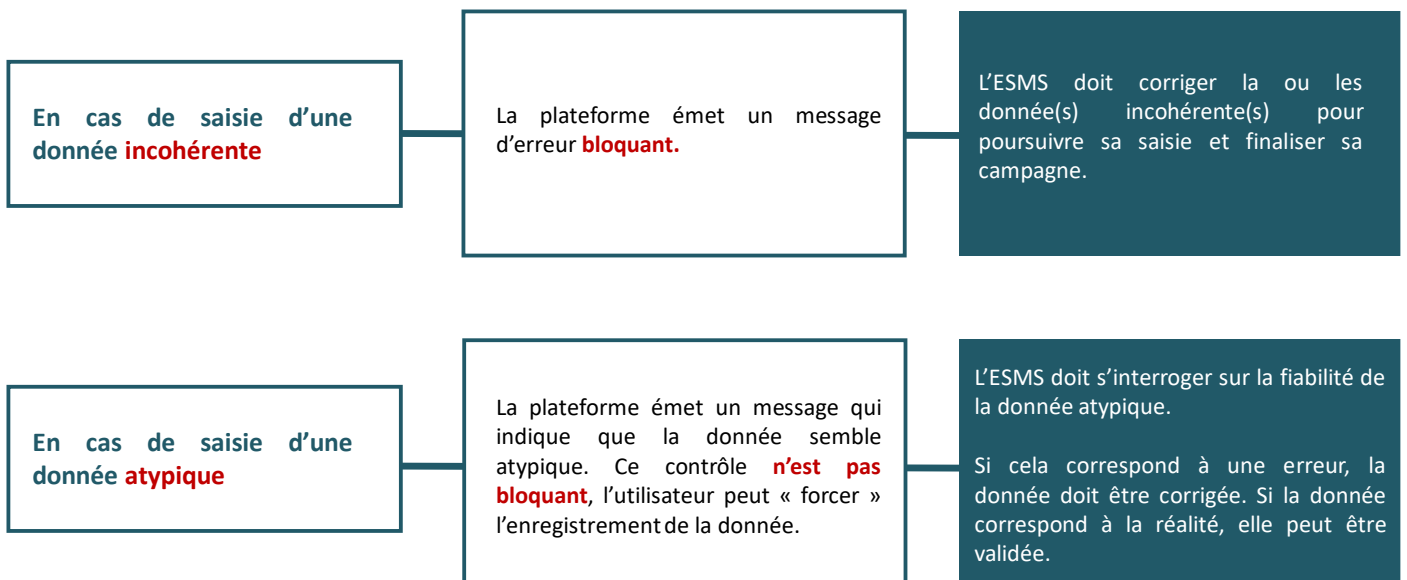 En cas de saisie d’une
donnée incohérente
La plateforme émet un message
d’erreur bloquant.
L’ESMS doit corriger la ou les
donnée(s) incohérente(s) pour
poursuivre sa saisie et finaliser sa
campagne.
En cas de saisie d’une
donnée atypique
La plateforme émet un message qui
indique que la donnée semble
atypique. Ce contrôle n’est pas
bloquant, l’utilisateur peut « forcer »
l’enregistrement de la donnée.
L’ESMS doit s’interroger sur la fiabilité de
la donnée atypique.
Si cela correspond à une erreur, la
donnée doit être corrigée. Si la donnée
correspond à la réalité, elle peut être
validée.